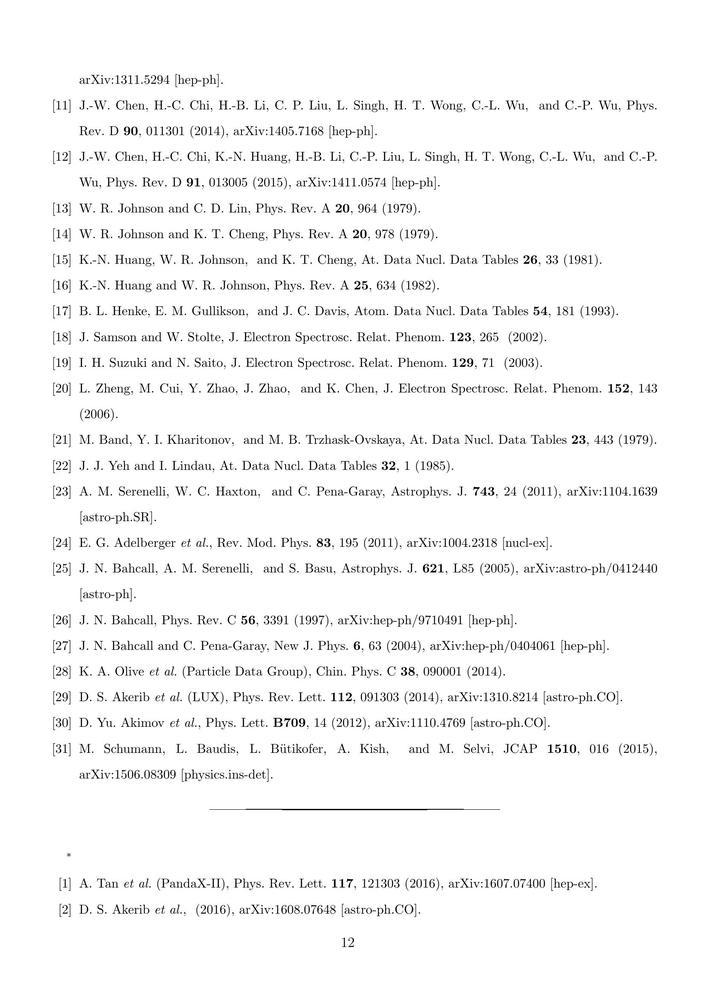 arXiv:1311.5294 [hep-ph].
[11] J.-W. Chen, H.-C. Chi, H.-B. Li, C. P. Liu, L. Singh, H. T. Wong, C.-L. Wu, and C.-P. Wu, Phys.
Rev. D 90, 011301 (2014), arXiv:1405.7168 [hep-ph].
[12] J.-W. Chen, H.-C. Chi, K.-N. Huang, H.-B. Li, C.-P. Liu, L. Singh, H. T. Wong, C.-L. Wu, and C.-P.
Wu, Phys. Rev. D 91, 013005 (2015), arXiv:1411.0574 [hep-ph].
[13] W. R. Johnson and C. D. Lin, Phys. Rev. A 20, 964 (1979).
[14] W. R. Johnson and K. T. Cheng, Phys. Rev. A 20, 978 (1979).
[15] K.-N. Huang, W. R. Johnson, and K. T. Cheng, At. Data Nucl. Data Tables 26, 33 (1981).
[16] K.-N. Huang and W. R. Johnson, Phys. Rev. A 25, 634 (1982).
[17] B. L. Henke, E. M. Gullikson, and J. C. Davis, Atom. Data Nucl. Data Tables 54, 181 (1993).
[18] J. Samson and W. Stolte, J. Electron Spectrosc. Relat. Phenom. 123, 265 (2002).
[19] I. H. Suzuki and N. Saito, J. Electron Spectrosc. Relat. Phenom. 129, 71 (2003).
[20] L. Zheng, M. Cui, Y. Zhao, J. Zhao, and K. Chen, J. Electron Spectrosc. Relat. Phenom. 152, 143
(2006).
[21] M. Band, Y. I. Kharitonov, and M. B. Trzhask-Ovskaya, At. Data Nucl. Data Tables 23, 443 (1979).
[22] J. J. Yeh and I. Lindau, At. Data Nucl. Data Tables 32, 1 (1985).
[23] A. M. Serenelli, W. C. Haxton, and C. Pena-Garay, Astrophys. J. 743, 24 (2011), arXiv:1104.1639
[astro-ph.SR].
[24] E. G. Adelberger et al., Rev. Mod. Phys. 83, 195 (2011), arXiv:1004.2318 [nucl-ex].
[25] J. N. Bahcall, A. M. Serenelli, and S. Basu, Astrophys. J. 621, L85 (2005), arXiv:astro-ph/0412440
[astro-ph].
[26] J. N. Bahcall, Phys. Rev. C 56, 3391 (1997), arXiv:hep-ph/9710491 [hep-ph].
[27] J. N. Bahcall and C. Pena-Garay, New J. Phys. 6, 63 (2004), arXiv:hep-ph/0404061 [hep-ph].
[28] K. A. Olive et al. (Particle Data Group), Chin. Phys. C 38, 090001 (2014).
[29] D. S. Akerib et al. (LUX), Phys. Rev. Lett. 112, 091303 (2014), arXiv:1310.8214 [astro-ph.CO].
[30] D. Yu. Akimov et al., Phys. Lett. B709, 14 (2012), arXiv:1110.4769 [astro-ph.CO].
[31] M. Schumann, L. Baudis, L. Bütikofer, A. Kish, and M. Selvi, JCAP 1510, 016 (2015),
arXiv:1506.08309 [physics.ins-det].
*
[1] A. Tan et al. (PandaX-II), Phys. Rev. Lett. 117, 121303 (2016), arXiv:1607.07400 [hep-ex].
[2] D. S. Akerib et al., (2016), arXiv:1608.07648 [astro-ph.CO].
12